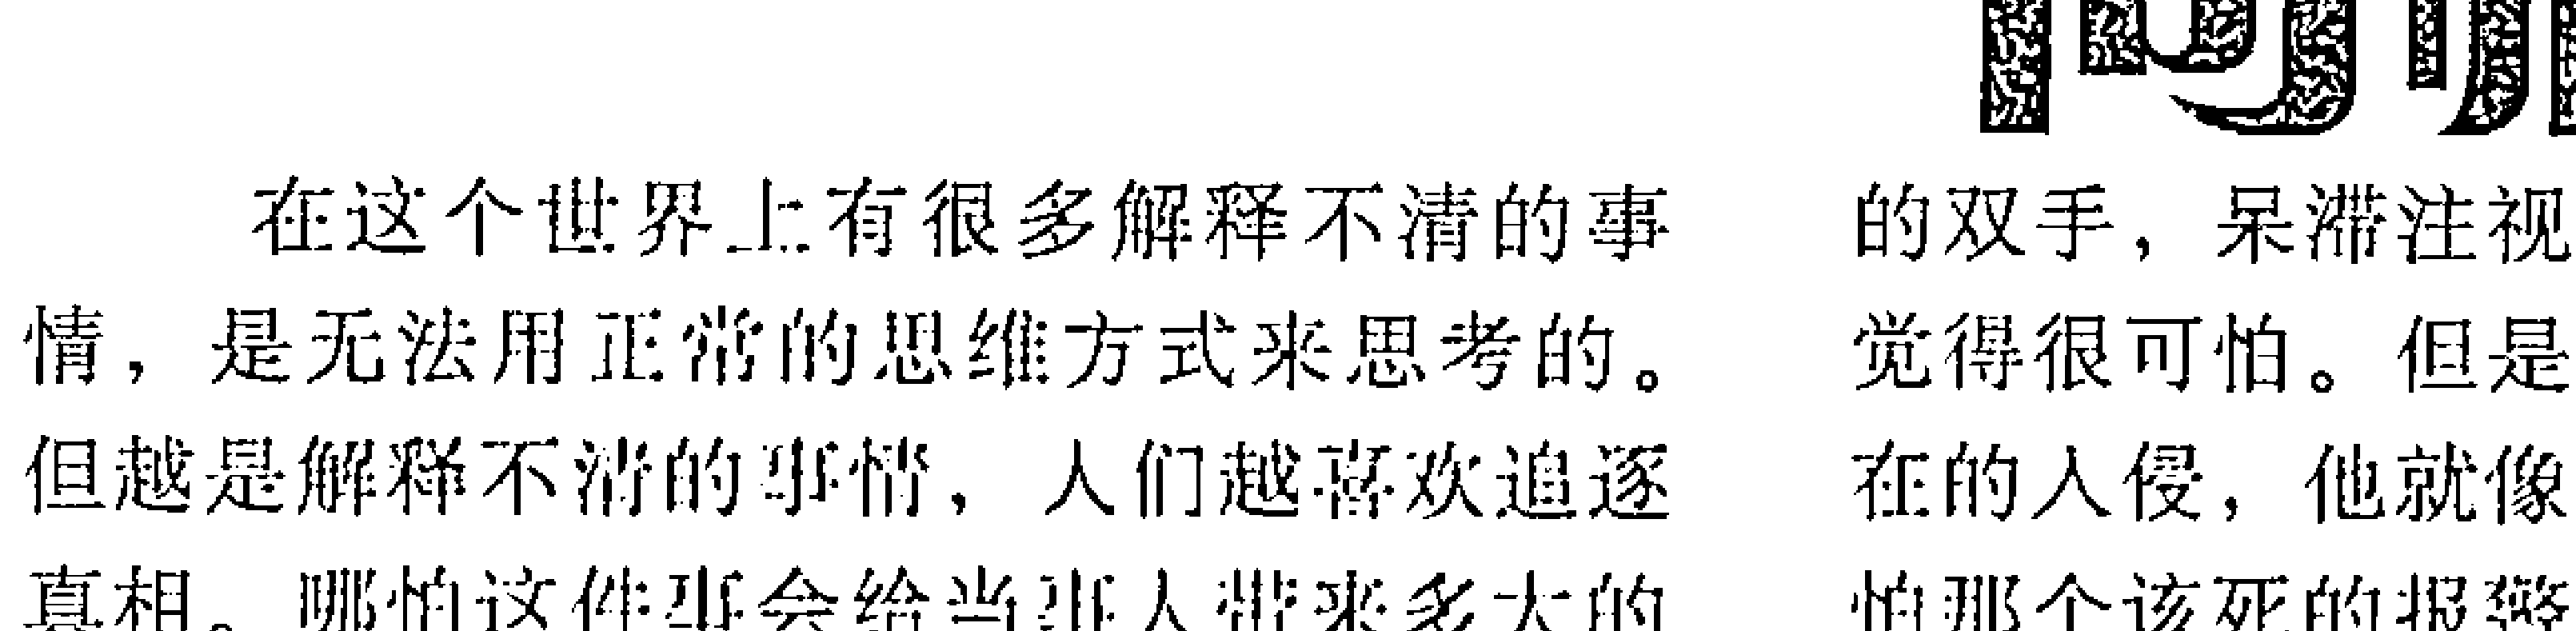 在这个世界上有很多解释不清的事
情，是无法用正常的思维方式来思考的。
但越是解释不清的事情，人们越喜欢追逐
真相。哪怕这件事会给当事人带来多大的
的双手，呆滞注视
觉得很可怕。但是
在的人侵，他就像
怕那个该死的报警